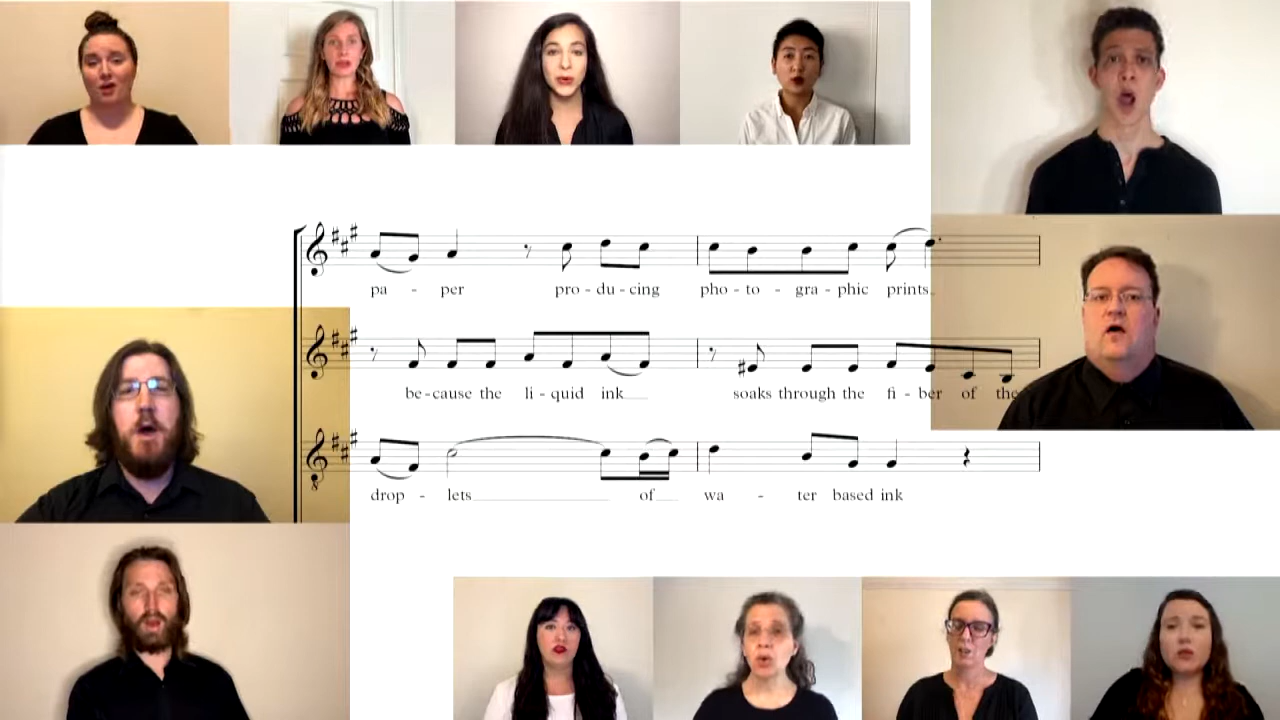 pa - per pro - du - cing pho - to - gra - phic prints
be - cause the li - quid ink soaks through the fi - ber of the
8
drop - lets of wa - ter based ink